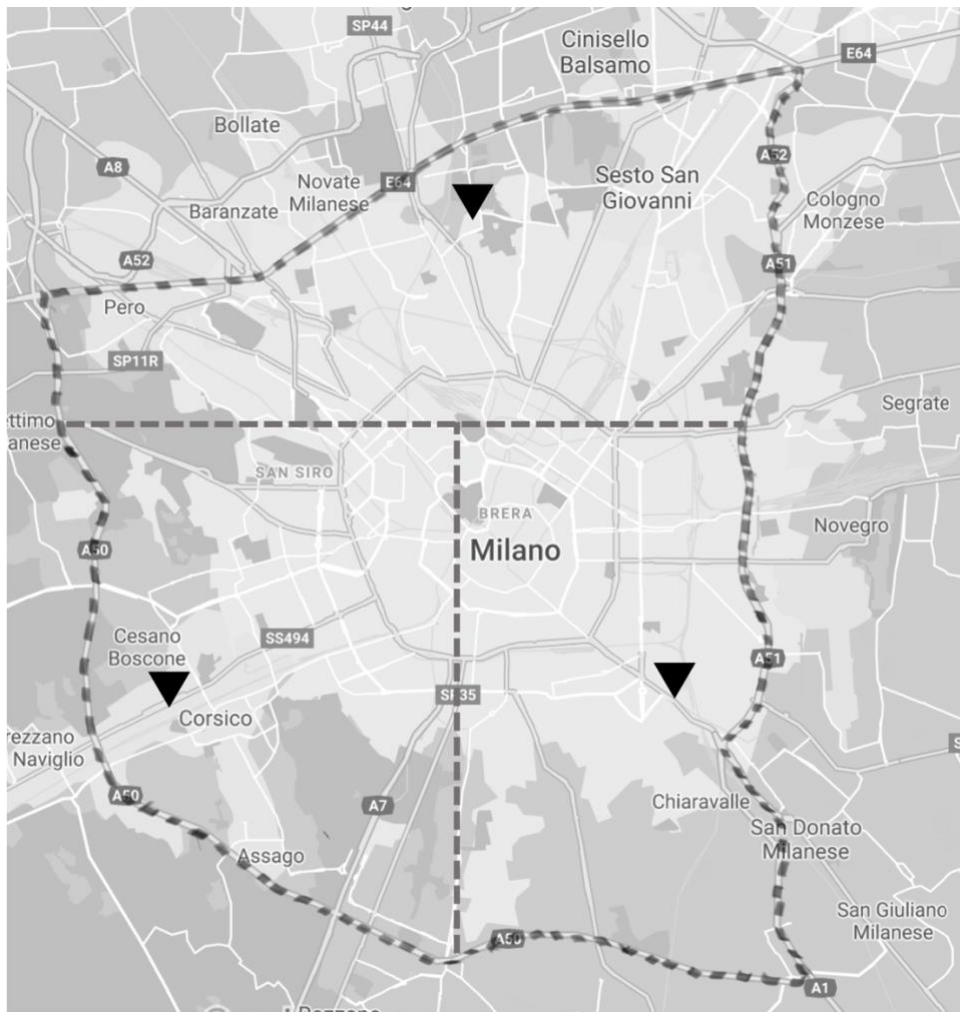 SP44
Cinisello
Balsamo
E64
Bollate
A8
A52
E64
Novate
Milanese
Sesto San
Giovanni
Baranzate
Cologno
Monzese
A52
A51
Pero
SP11R
ettimo
anese
Segrate
SAN SIRO
BRERA
Novegro
Milano
A50
Cesano
Boscone
SS494
A51
SP35
Corsico
rezzano
Naviglio
S
A50
A7
Chiaravalle
San Donato
Milanese
Assago
San Giuliano
Milanese
A50
A1